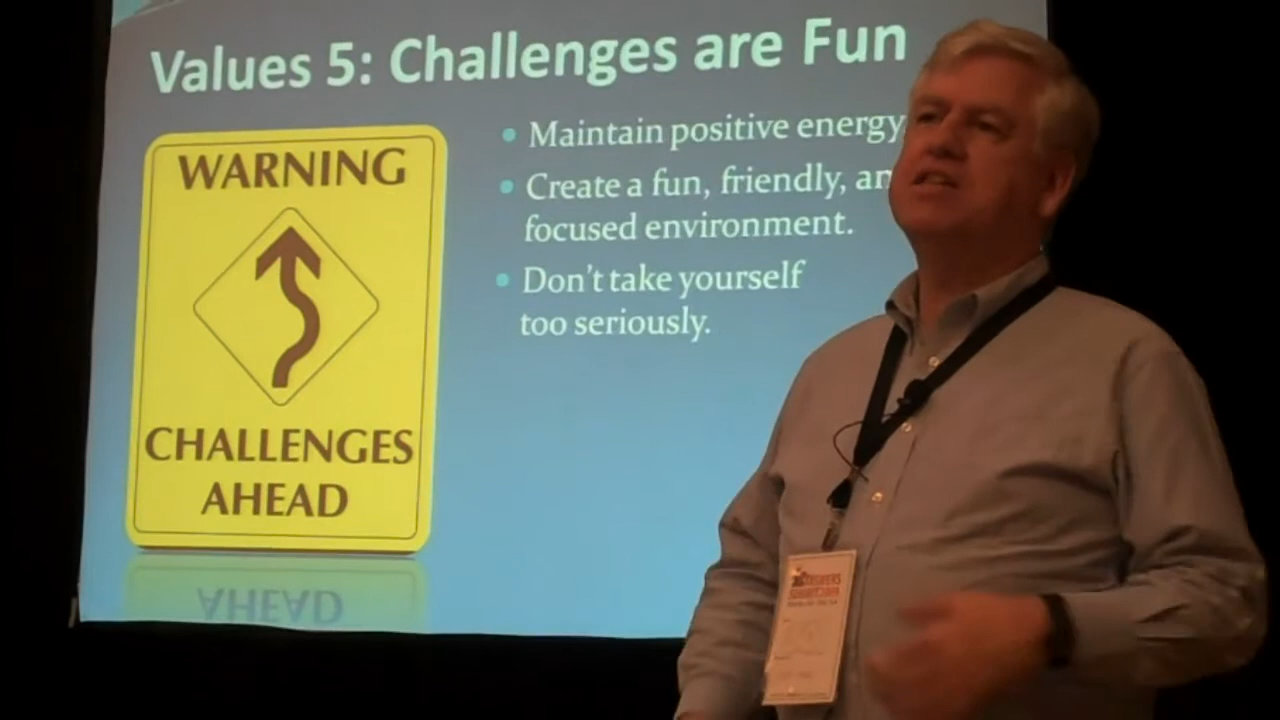 Values 5: Challenges are Fun
WARNING
CHALLENGES
AHEAD
AHEAD
• Maintain positive energy
• Create a fun, friendly, an
focused environment.
• Don't take yourself
too seriously.